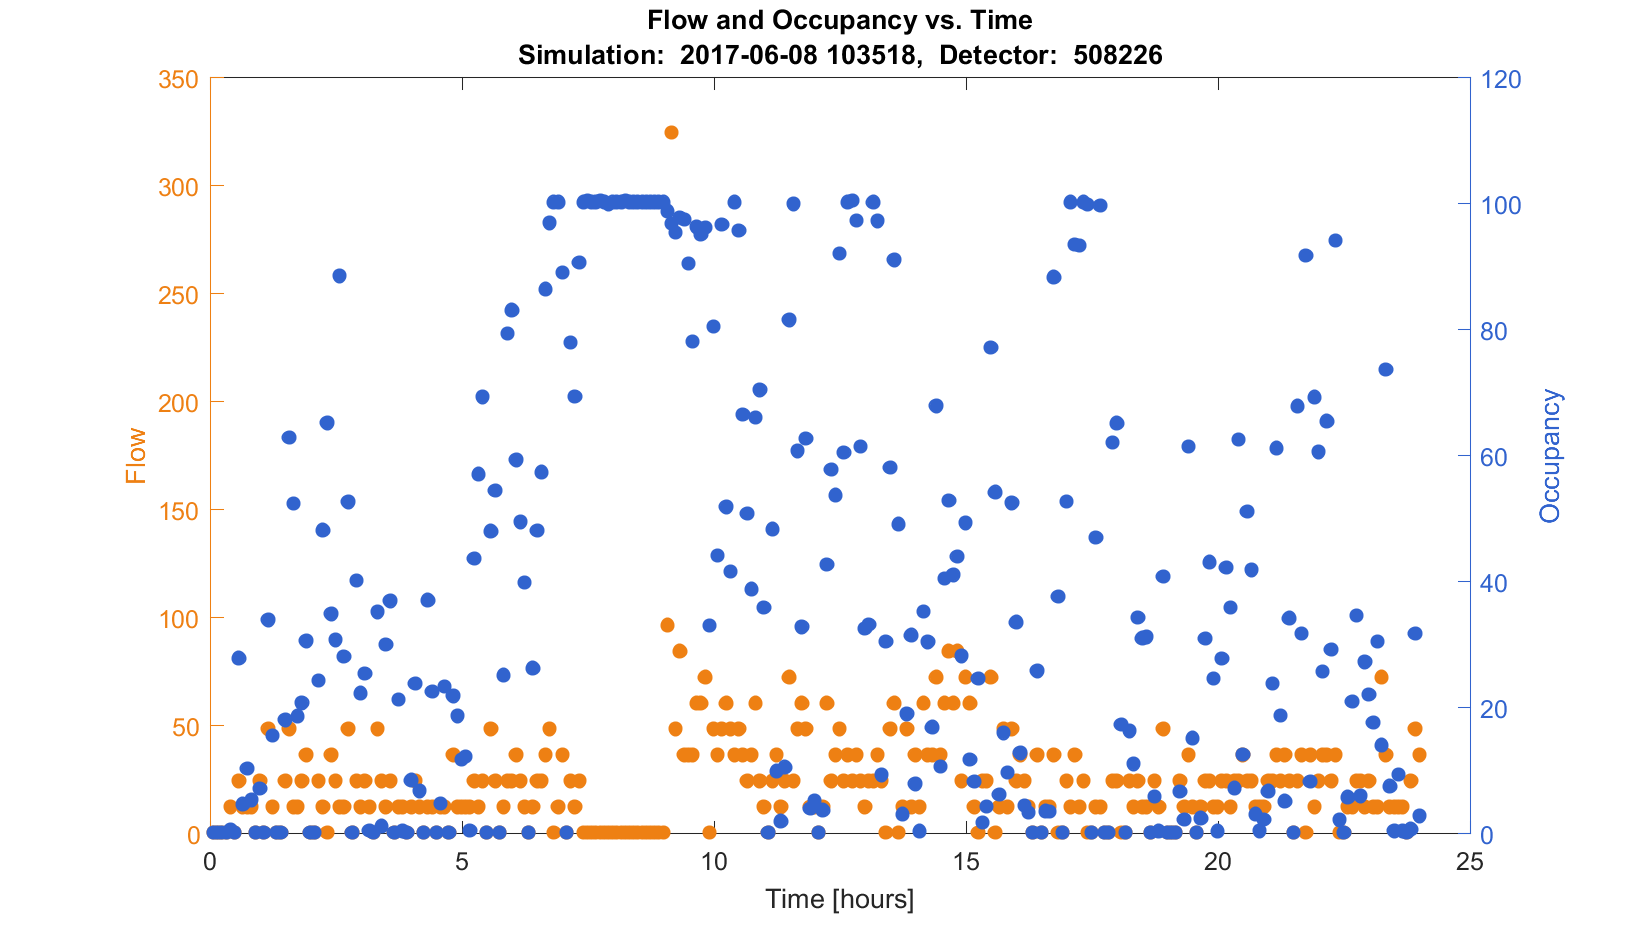 Flow and Occupancy vs. Time
Simulation:  2017-06-08 103518,  Detector:  508226
350
300
250
200
150
100
50
0
Flow
120
100
80
60
40
20
0
Occupancy
0 5 10 15 20 25
Time [hours]